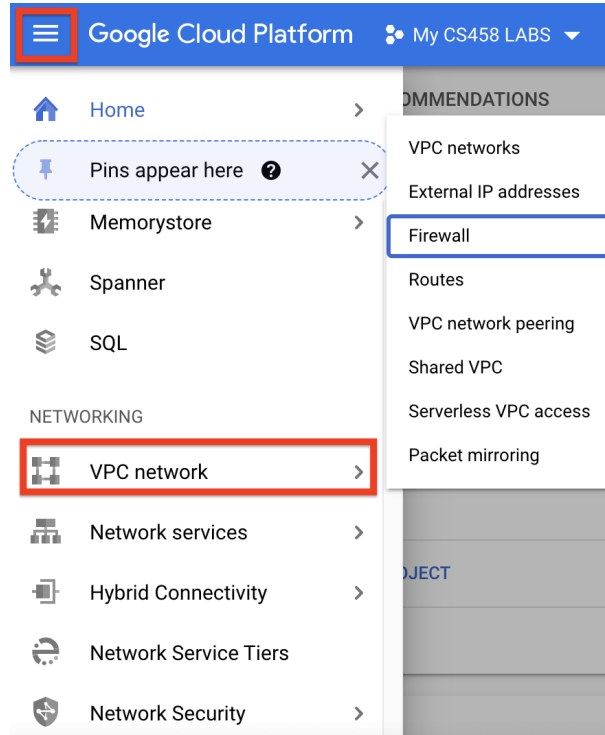 Google Cloud Platform
My CS458 LABS
Home
Pins appear here ?
Memorystore
Spanner
SQL
NETWORKING
VPC network
Network services
Hybrid Connectivity
Network Service Tiers
Network Security
OMMENDATIONS
VPC networks
External IP addresses
Firewall
Routes
VPC network peering
Shared VPC
Serverless VPC access
Packet mirroring
OJECT